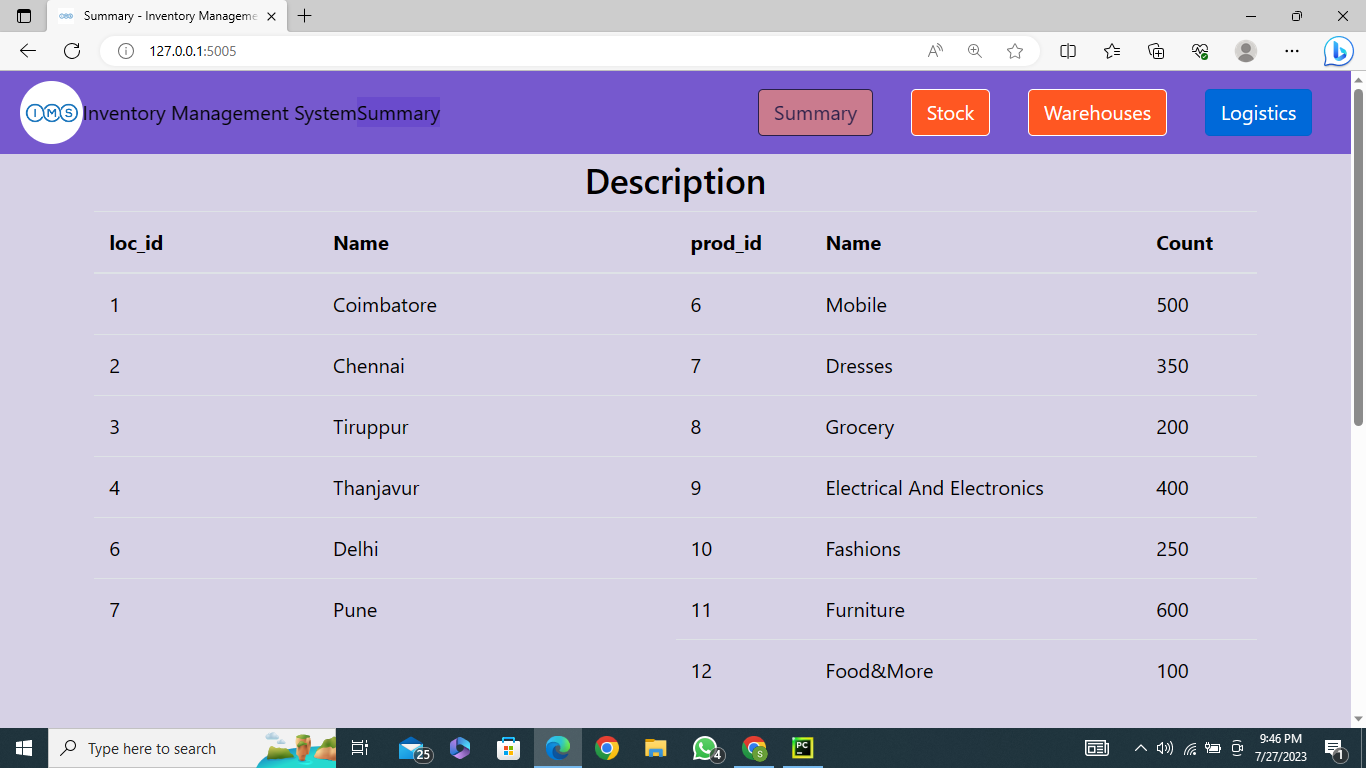 Summary - Inventory Manageme
127.0.0.1:5005
IMS Inventory Management System Summary Summary Stock Warehouses Logistics
Description
loc_id Name prod_id Name Count
1 Coimbatore 6 Mobile 500
2 Chennai 7 Dresses 350
3 Tiruppur 8 Grocery 200
4 Thanjavur 9 Electrical And Electronics 400
6 Delhi 10 Fashions 250
7 Pune 11 Furniture 600
12 Food&More 100
Type here to search 25 4 S PC 9:46 PM
7/27/2023 1